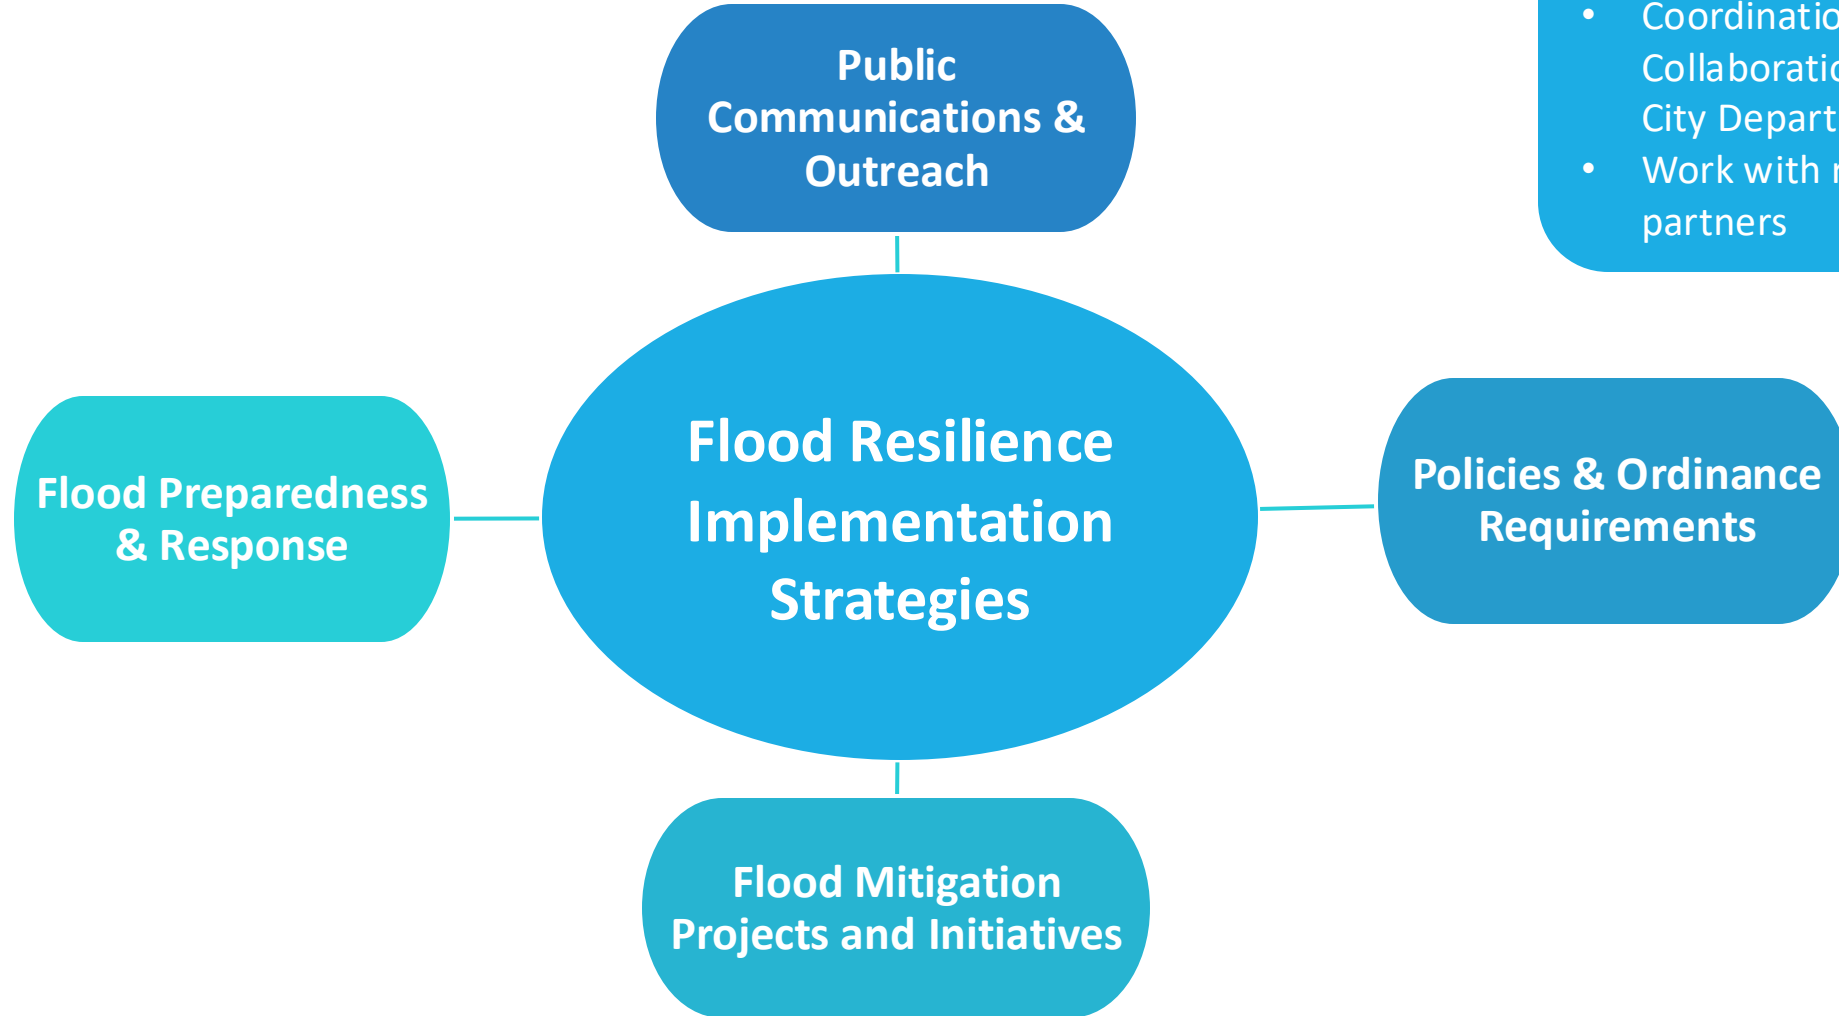 Public
Communications &
Outreach
• 
Collaboratio
City Depart
• Work with
partners
Flood Resilience
Implementation
Strategies
Flood Preparedness
& Response
Policies & Ordinance
Requirements
Flood Mitigation
Projects and Initiatives